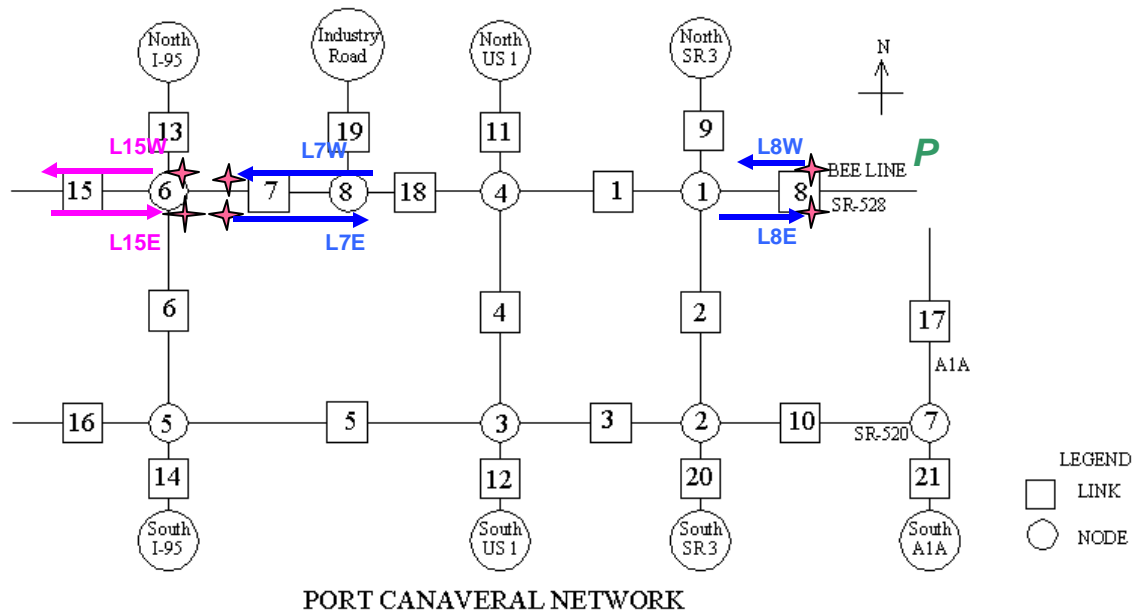 North
I-95
Industry
Road
North
US 1
North
SR 3
N
13
19
11
9
L15W
L7W
L8W
P
BEE LINE
15
6
7
8
18
4
1
1
8
SR-528
L15E
L7E
L8E
6
4
2
17
A1A
16
5
5
3
3
2
10
SR-520
7
14
12
20
21
LEGEND
LINK
NODE
South
I-95
South
US 1
South
SR 3
South
A1A
PORT CANAVERAL NETWORK